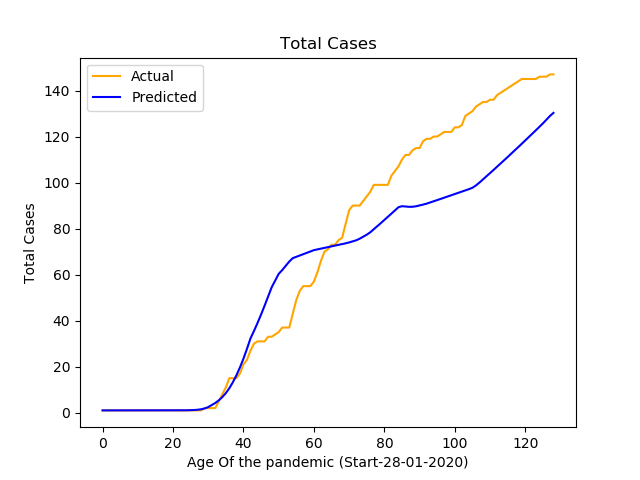 Total Cases
Actual
Predicted
Total Cases
140
120
100
80
60
40
20
0
0 20 40 60 80 100 120
Age Of the pandemic (Start-28-01-2020)